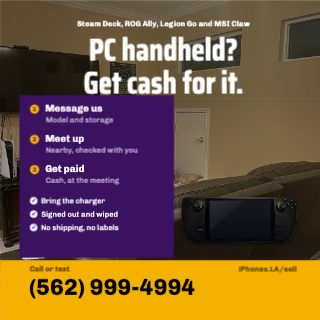 Steam Deck, ROG Ally, Legion Go and MSI Claw
PC handheld?
Get cash for it.
1 Message us
Model and storage
2 Meet up
Nearby, checked with you
3 Get paid
Cash, at the meeting
Bring the charger
Signed out and wiped
No shipping, no labels
Call or text
iPhones.LA/sell
(562) 999-4994